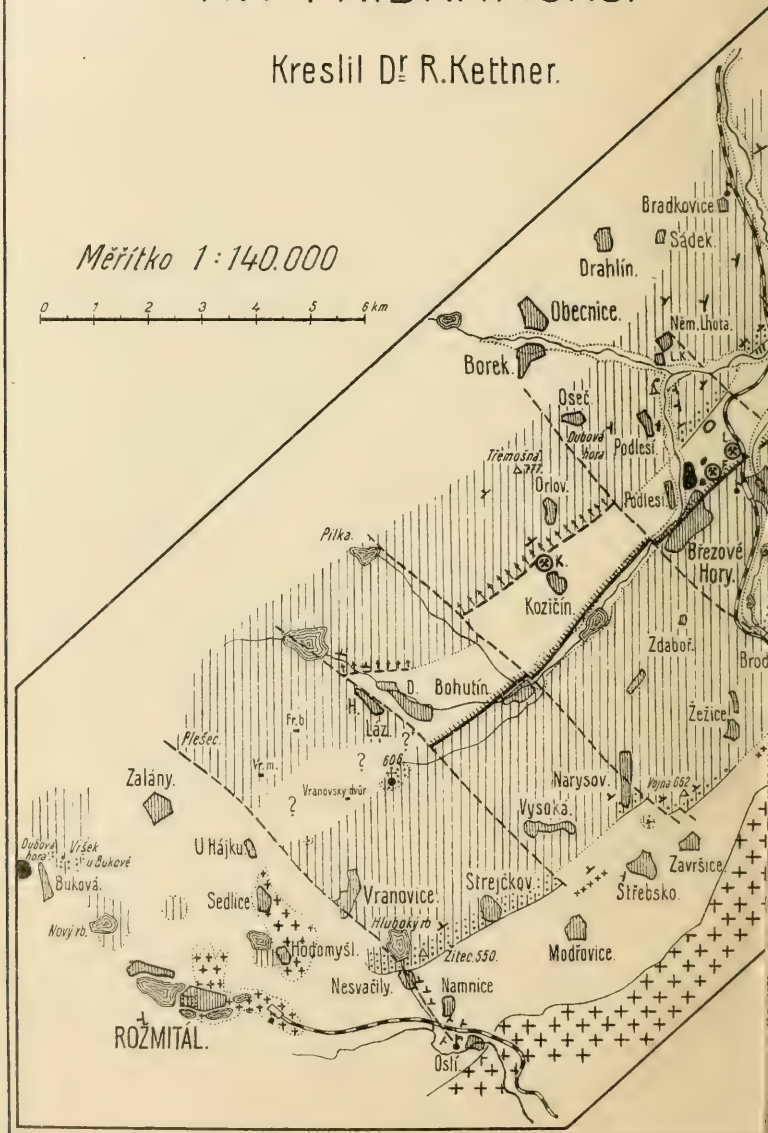 Kreslil Dr. R. Kettner.
Měřítko 1:140.000
0 1 2 3 4 5 6 km
Bradkovice
Sádek.
Drahlín.
Obecnice.
Něm. Lhota.
L.K.
Borek.
Oseč.
Dubová hora
Podlesí
Třemošná
777.
Orlov.
Podlesí
Pilka.
K.
Březové
Hory.
Kozičín.
Zdaboř.
Brod
D.
Bohutín.
H.
Láz.
Žežice.
Fr. b.
Plešec.
Vr. m.
606
?
?
?
Vranovský dvůr
Narysov.
Vojna 652
Zalány.
Vysoká.
U Hájku
Závršice.
Dubová hora
Vršek
u Bukové
Buková.
Sedlice
Vranovice.
Strejčkov.
Střebsko.
Nový rb.
Hluboký rb
Hodomyšl.
Žitec. 550.
Modřovice.
Nesvačily.
Namnice
ROŽMITÁL.
Oslí.